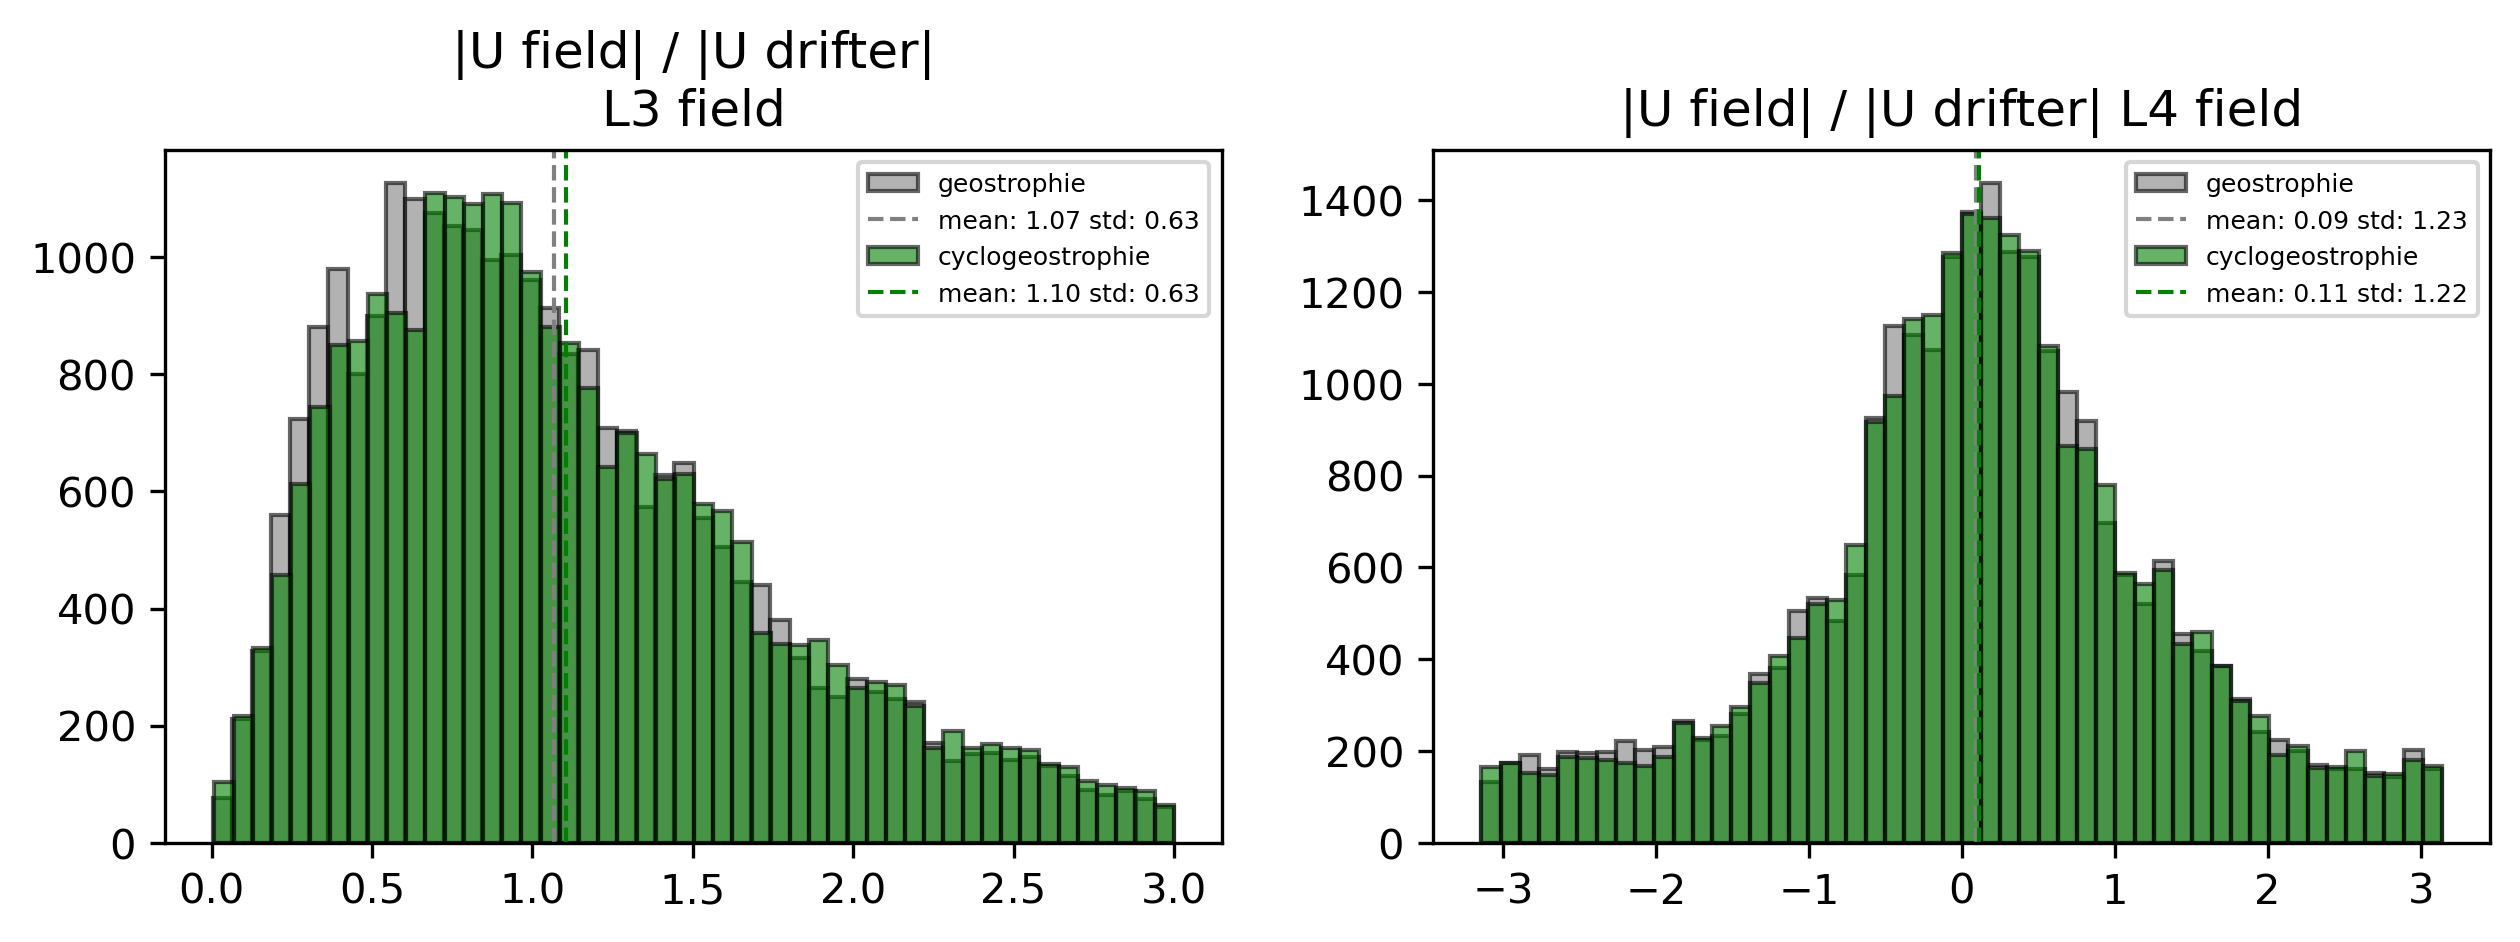 |U field| / |U drifter|
L3 field
geostrophie
mean: 1.07 std: 0.63
cyclogeostrophie
mean: 1.10 std: 0.63
1000
800
600
400
200
0
0.0 0.5 1.0 1.5 2.0 2.5 3.0
|U field| / |U drifter| L4 field
geostrophie
mean: 0.09 std: 1.23
cyclogeostrophie
mean: 0.11 std: 1.22
1400
1200
1000
800
600
400
200
0
−3 −2 −1 0 1 2 3